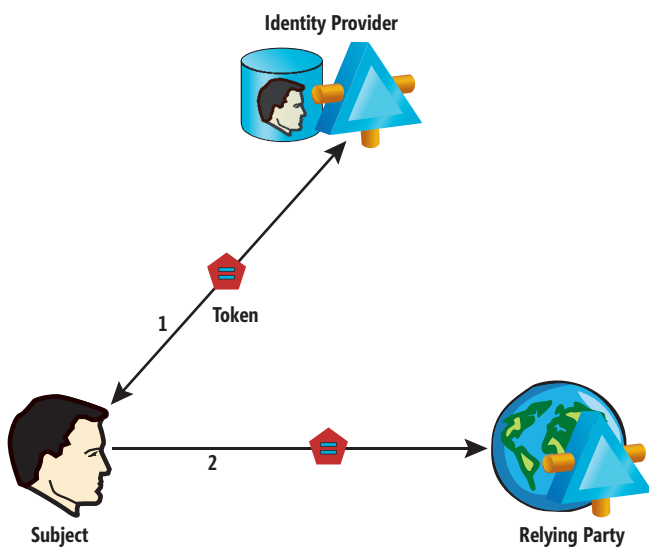 Identity Provider
Token
1
2
Subject
Relying Party